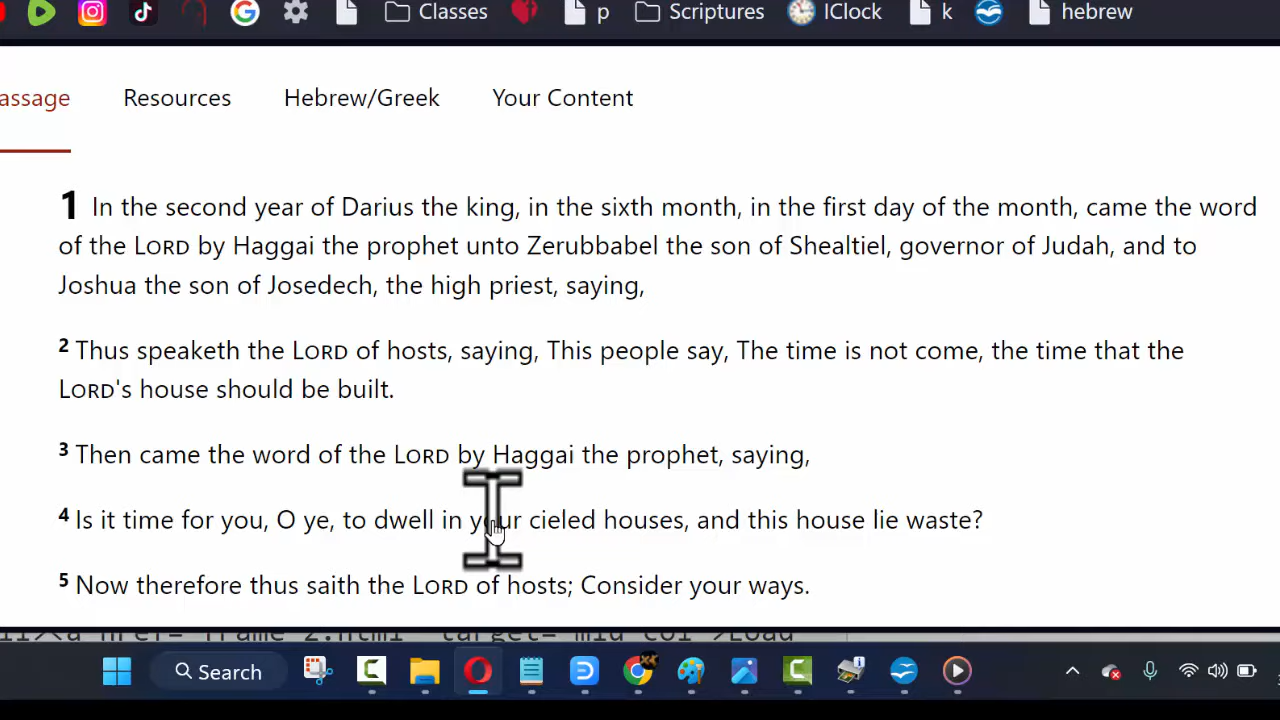 Classes p Scriptures IClock k hebrew
assage Resources Hebrew/Greek Your Content
1 In the second year of Darius the king, in the sixth month, in the first day of the month, came the word
of the LORD by Haggai the prophet unto Zerubbabel the son of Shealtiel, governor of Judah, and to
Joshua the son of Josedech, the high priest, saying,
2 Thus speaketh the LORD of hosts, saying, This people say, The time is not come, the time that the
LORD's house should be built.
3 Then came the word of the LORD by Haggai the prophet, saying,
4 Is it time for you, O ye, to dwell in your cieled houses, and this house lie waste?
5 Now therefore thus saith the LORD of hosts; Consider your ways.
Search